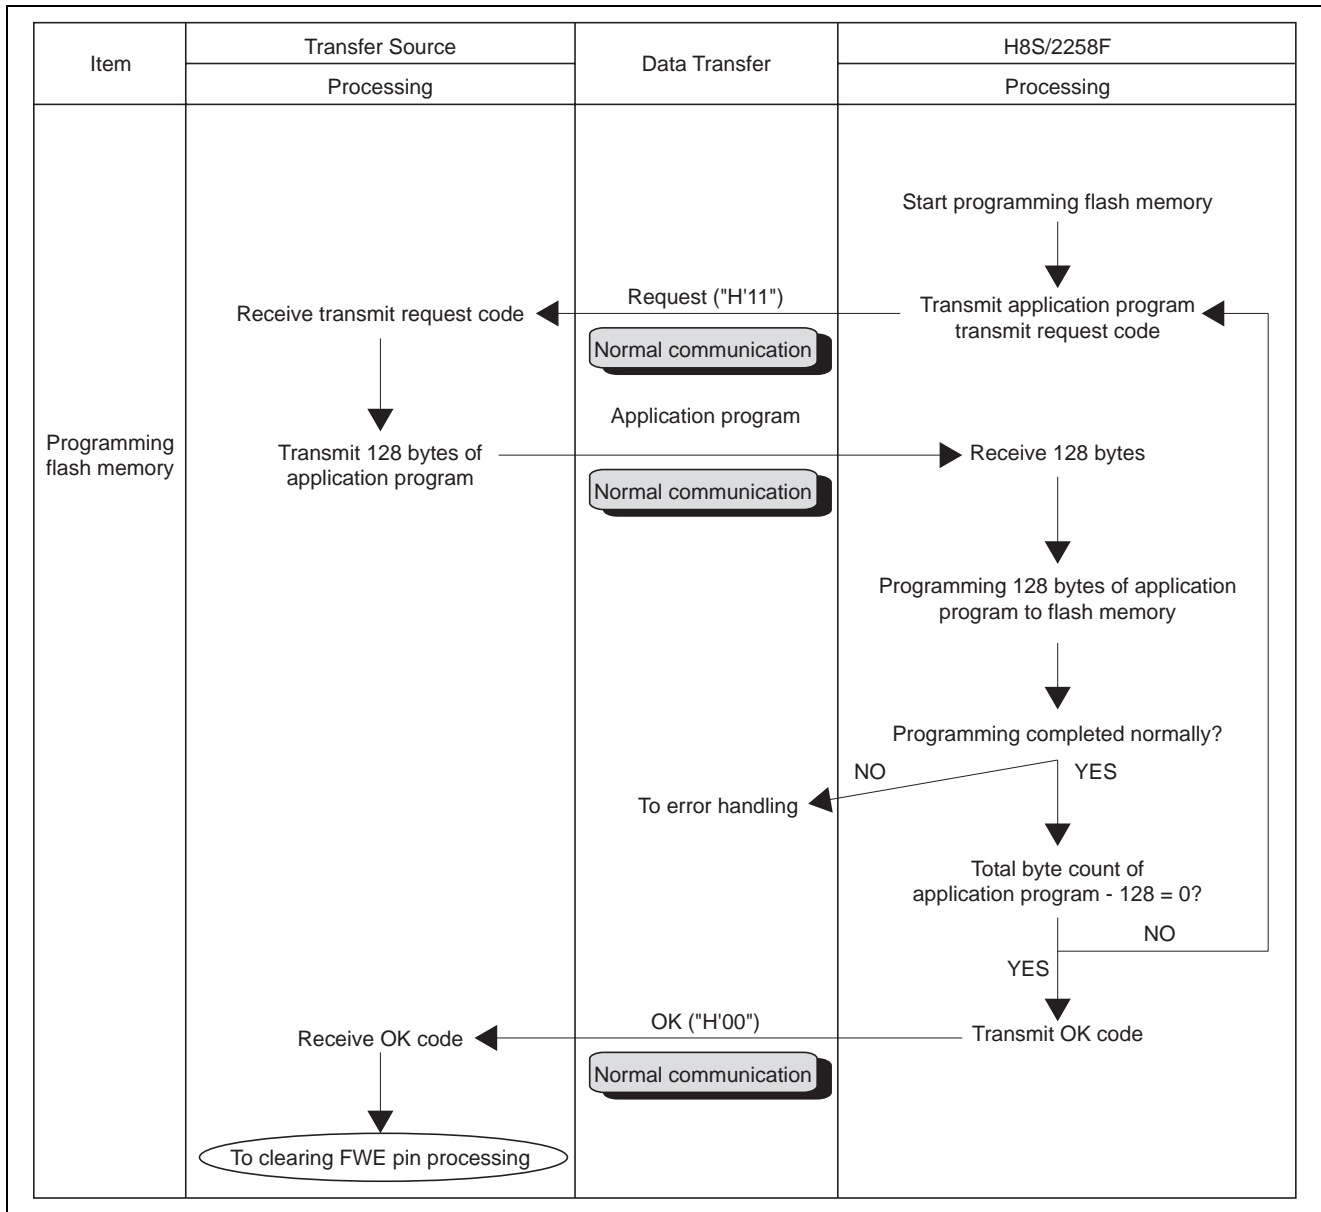 Item
Transfer Source
Processing
Data Transfer
H8S/2258F
Processing
Programming
flash memory
Start programming flash memory
Transmit application program
transmit request code
Request ("H'11")
Normal communication
Receive transmit request code
Transmit 128 bytes of
application program
Application program
Normal communication
Receive 128 bytes
Programming 128 bytes of application
program to flash memory
Programming completed normally?
NO
YES
To error handling
Total byte count of
application program - 128 = 0?
NO
YES
Transmit OK code
OK ("H'00")
Normal communication
Receive OK code
To clearing FWE pin processing